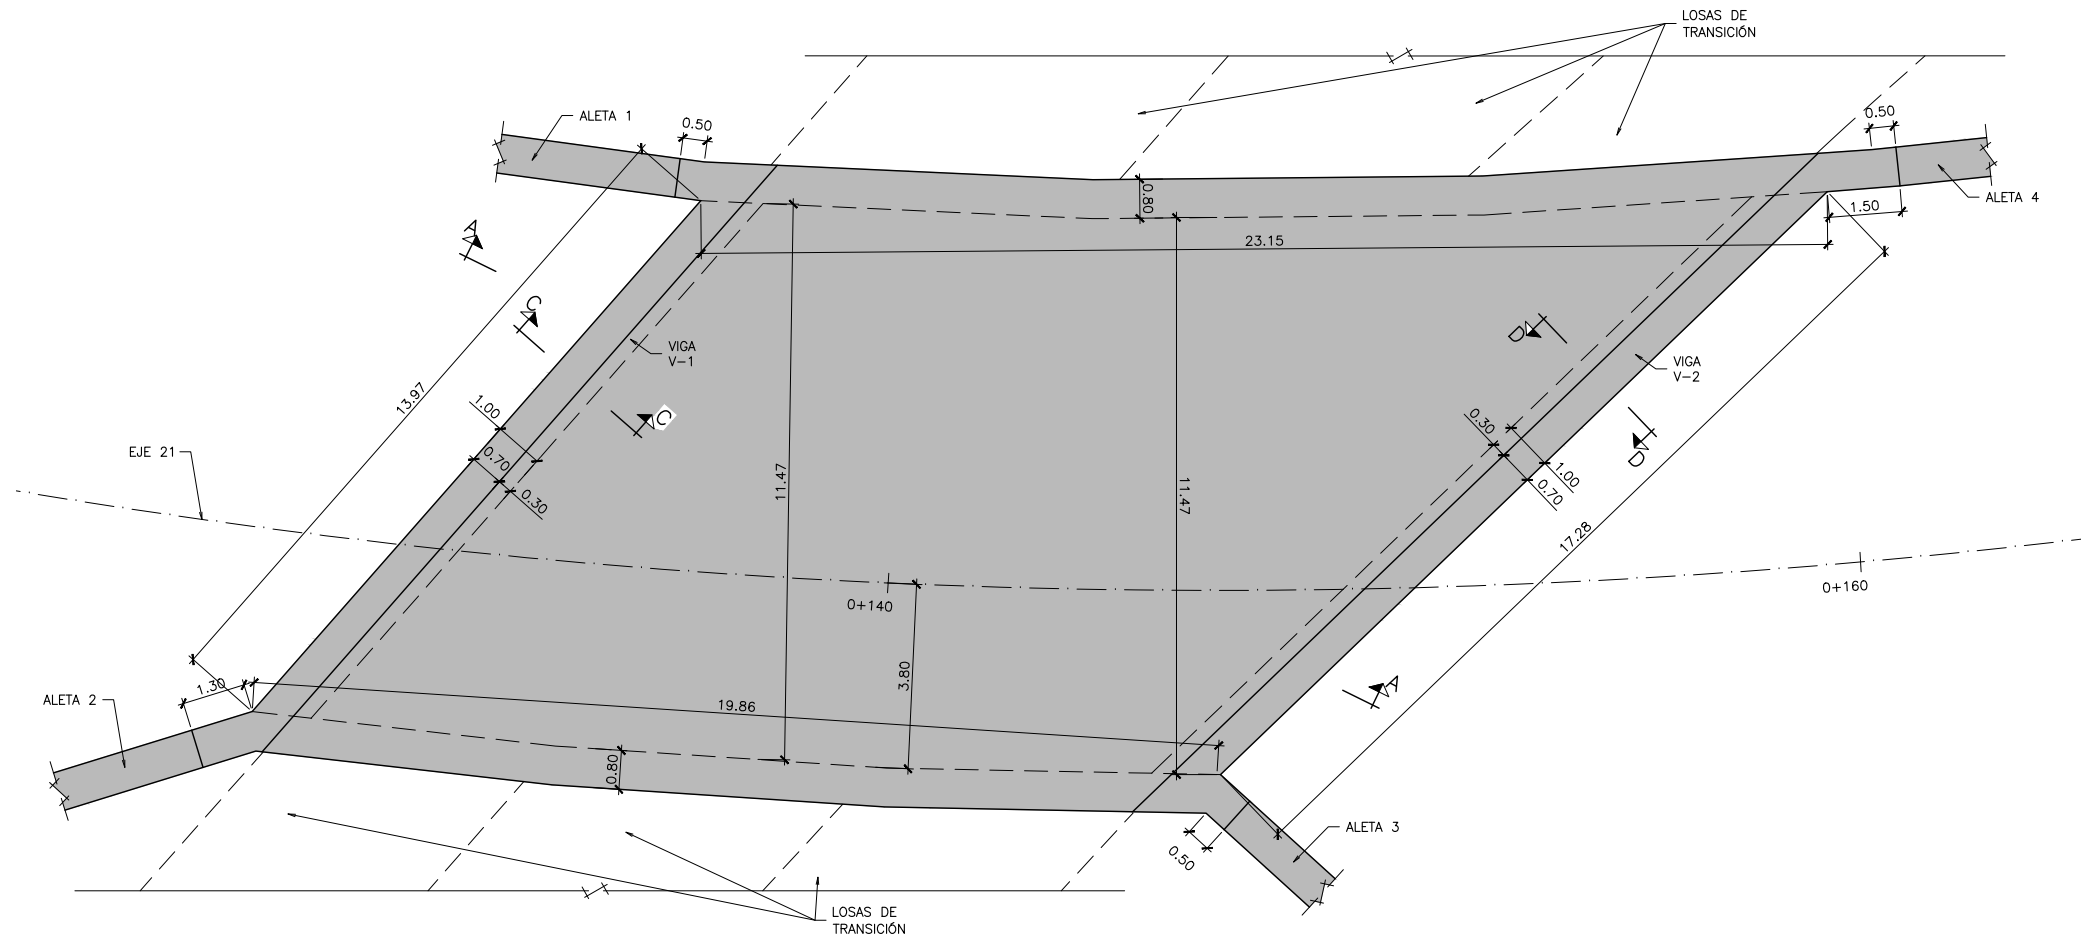 LOSAS DE
TRANSICIÓN
ALETA 1
0.50
0.50
0.80
ALETA 4
1.50
A
23.15
C
D
VIGA
V-1
VIGA
V-2
13.97
1.00
C
0.30
D
EJE 21
0.70
11.47
11.47
1.00
0.70
0.30
17.28
0+140
0+160
3.80
A
1.30
ALETA 2
19.86
0.80
ALETA 3
0.50
LOSAS DE
TRANSICIÓN